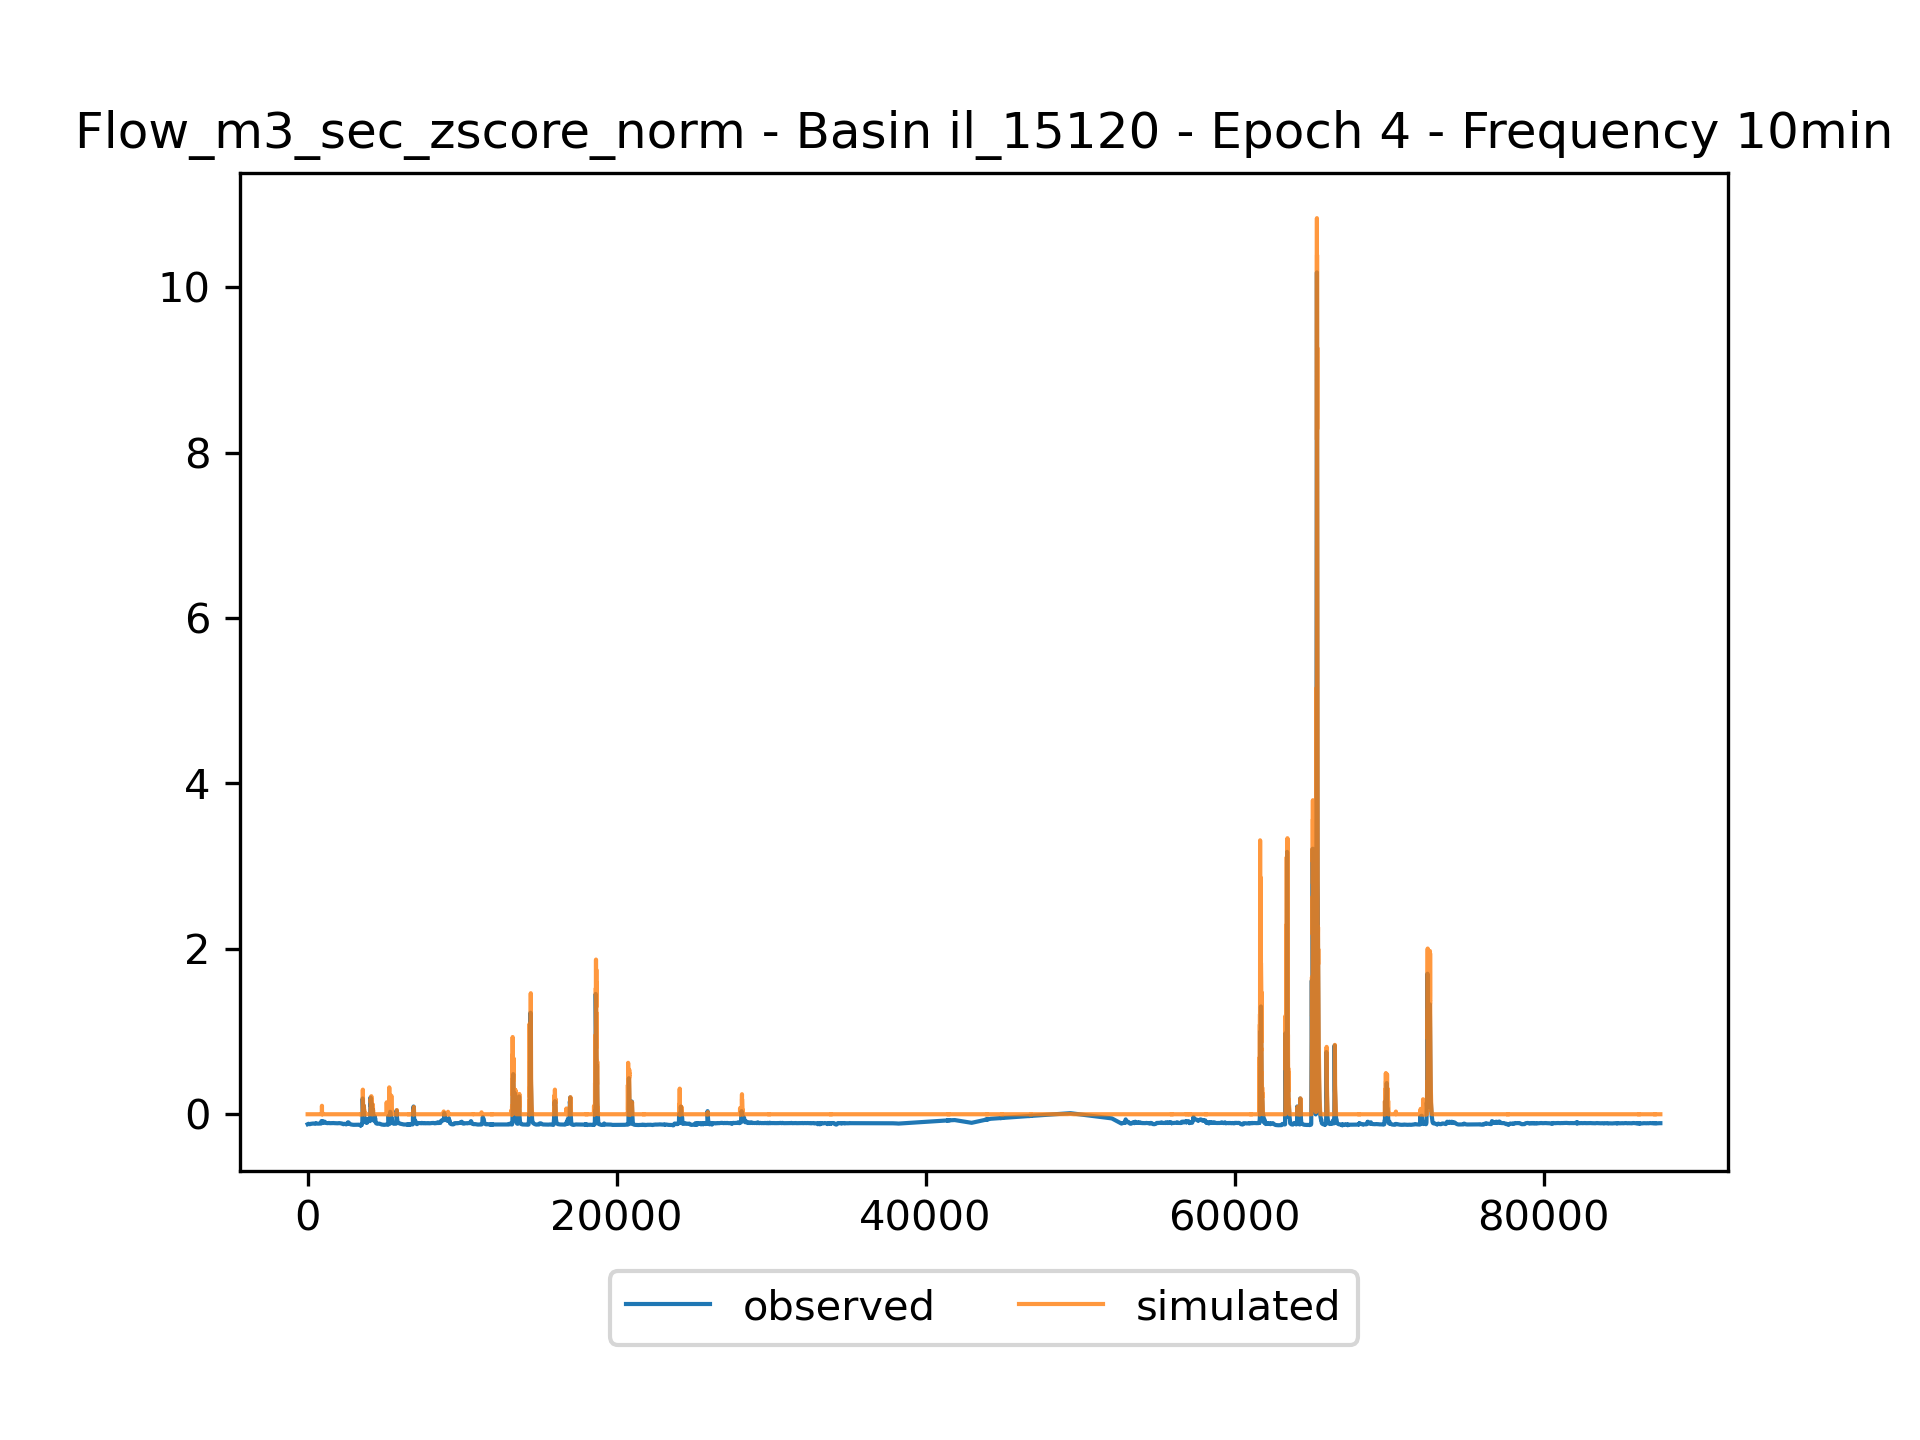 Flow_m3_sec_zscore_norm - Basin il_15120 - Epoch 4 - Frequency 10min
10
8
6
4
2
0
0 20000 40000 60000 80000
observed simulated